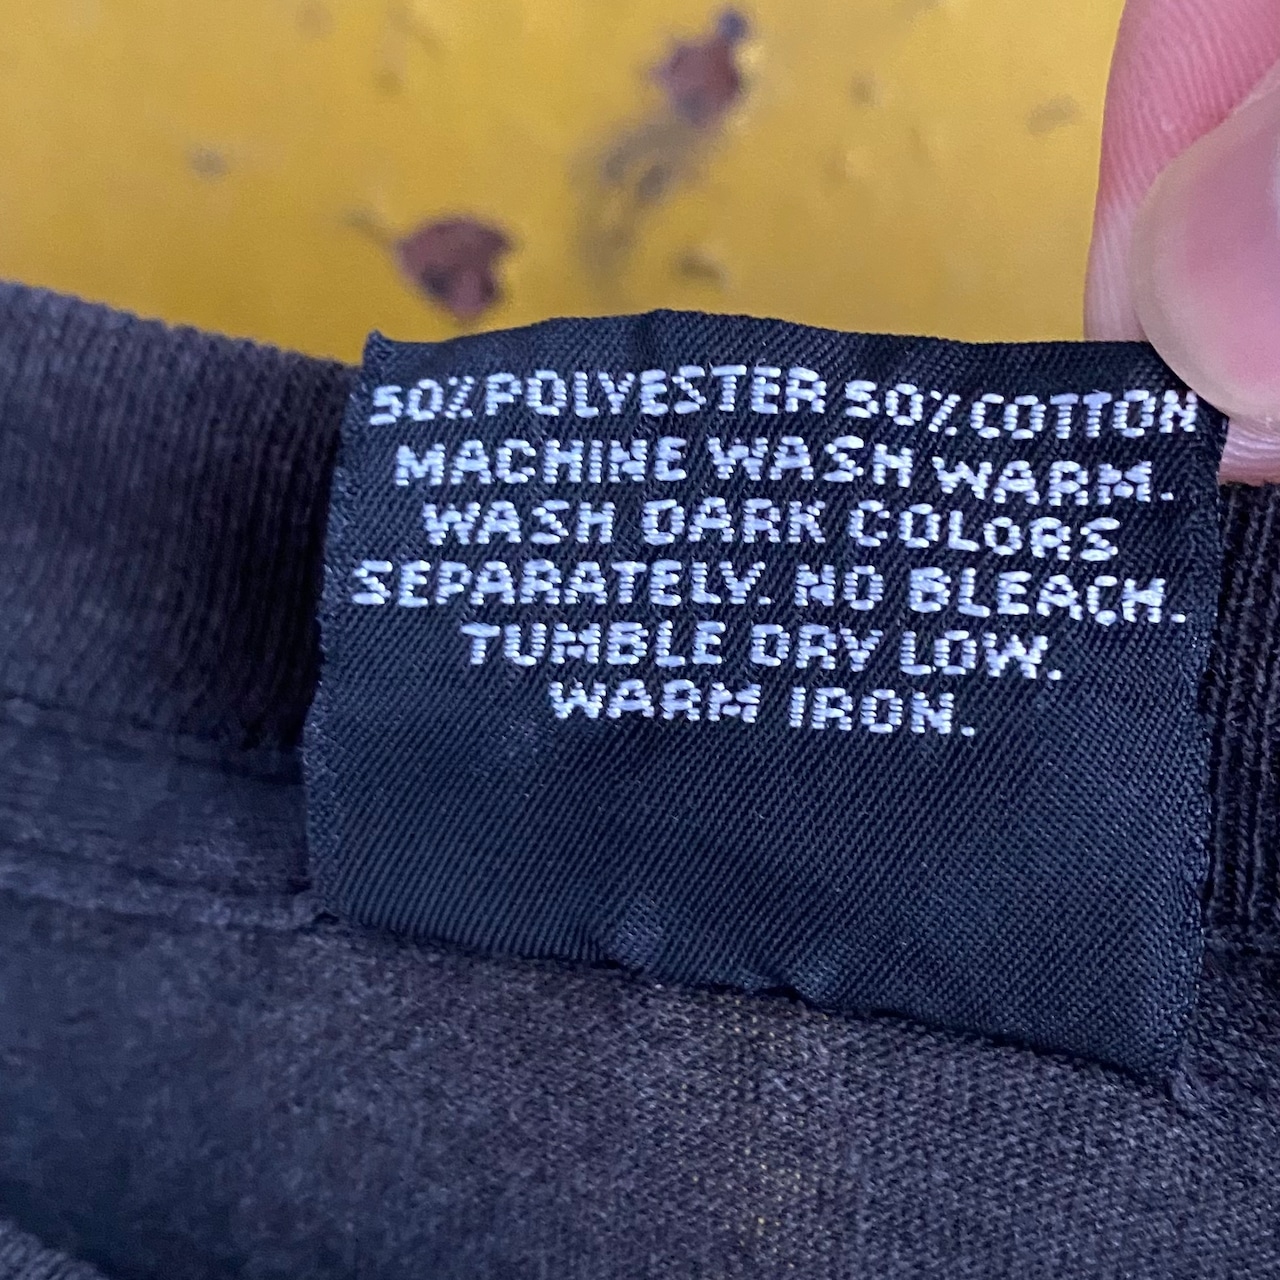 50% POLYESTER 50% COTTON
MACHINE WASH WARM.
WASH DARK COLORS
SEPARATELY. NO BLEACH.
TUMBLE DRY LOW.
WARM IRON.